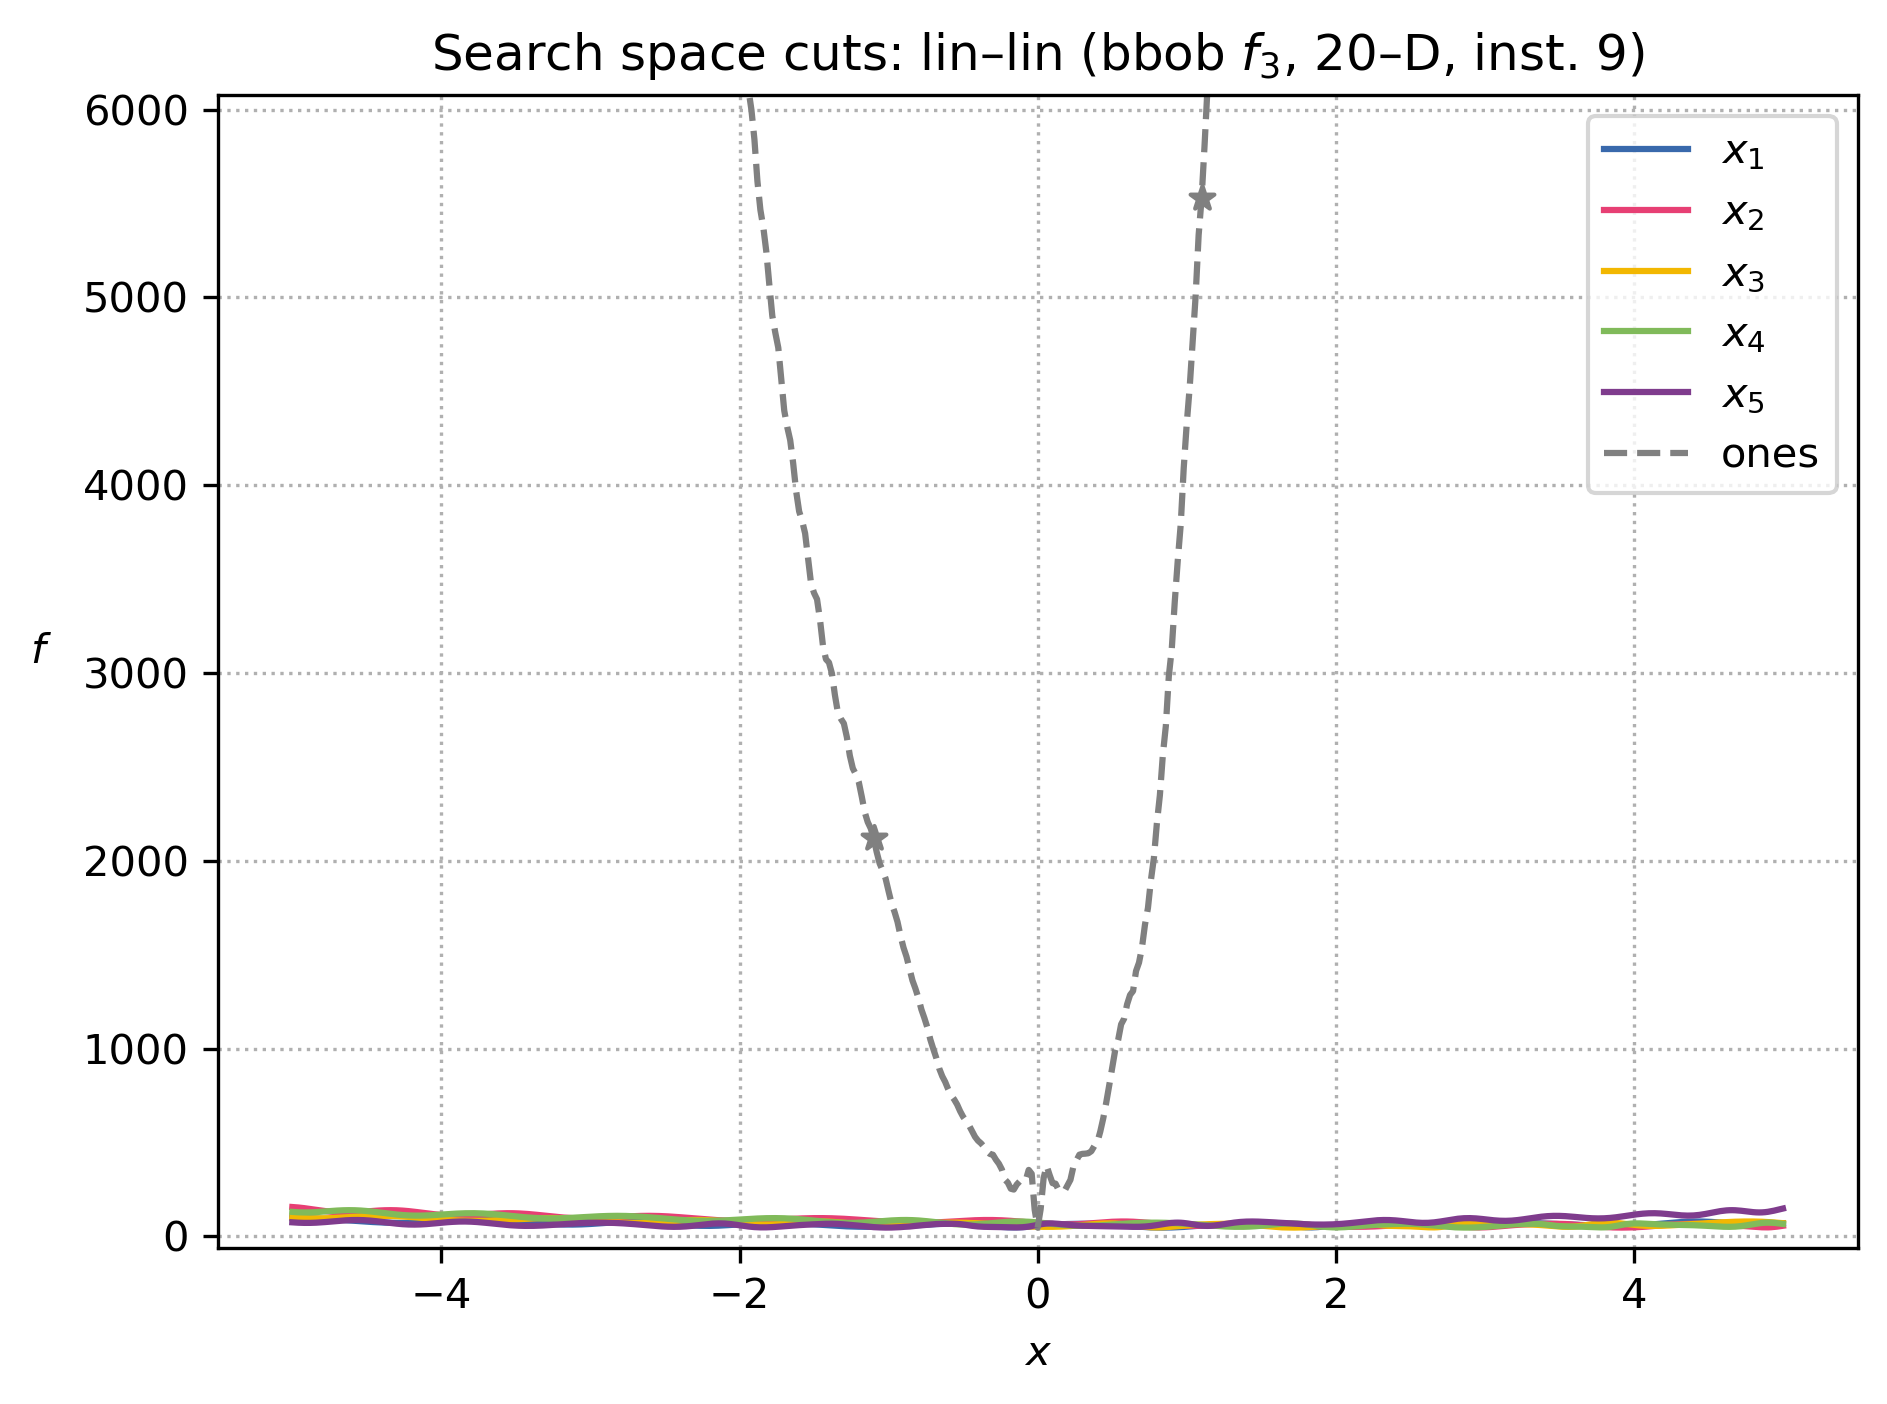 Search space cuts: lin–lin (bbob f₃, 20–D, inst. 9)
6000
5000
4000
3000
2000
1000
0
f
−4
−2
0
2
4
x
x₁
x₂
x₃
x₄
x₅
ones